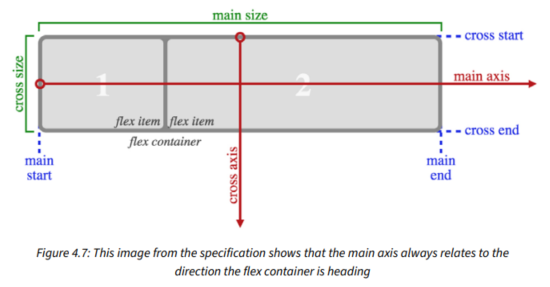 main size
cross start
cross size
1
2
main axis
flex item
flex item
cross end
flex container
main
start
cross axis
main
end
Figure 4.7: This image from the specification shows that the main axis always relates to the
direction the flex container is heading